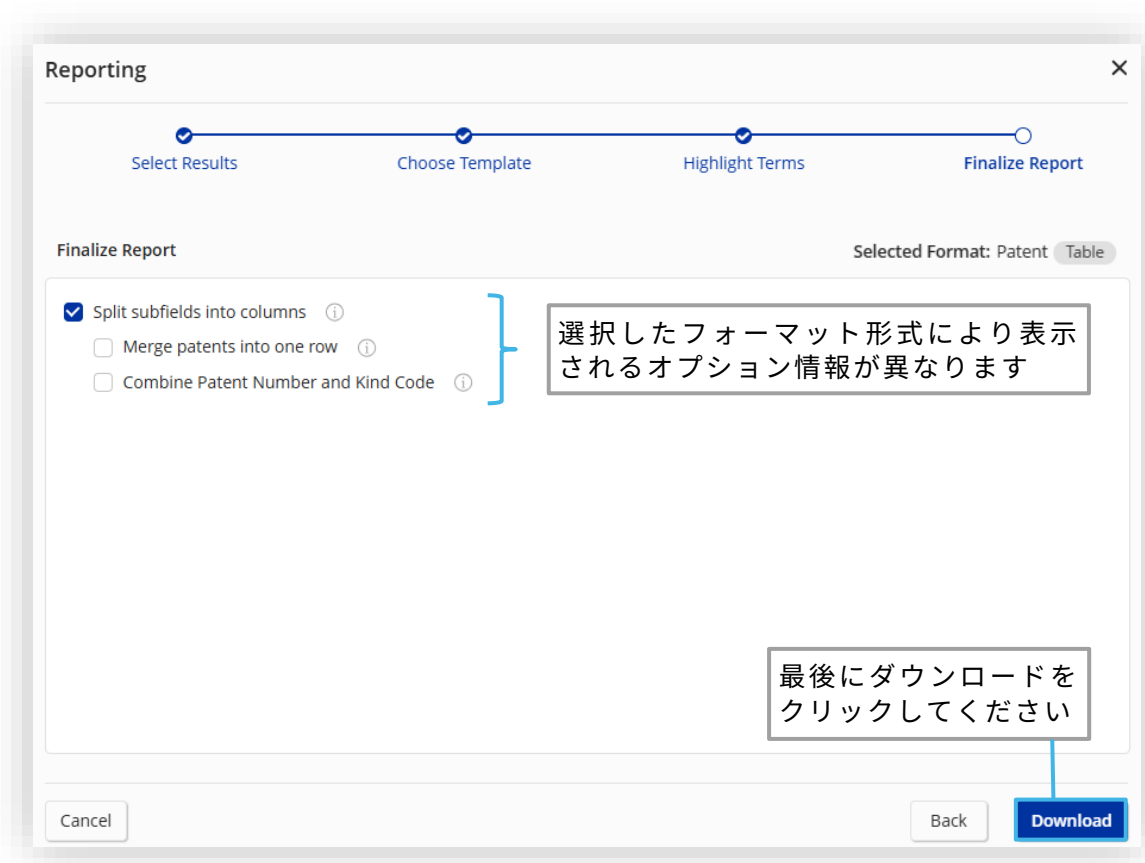 Reporting
Select Results
Choose Template
Highlight Terms
Finalize Report
Finalize Report
Selected Format: Patent Table
Split subfields into columns
Merge patents into one row
Combine Patent Number and Kind Code
選択したフォーマット形式により表示
されるオプション情報が異なります
最後にダウンロードを
クリックしてください
Cancel
Back
Download